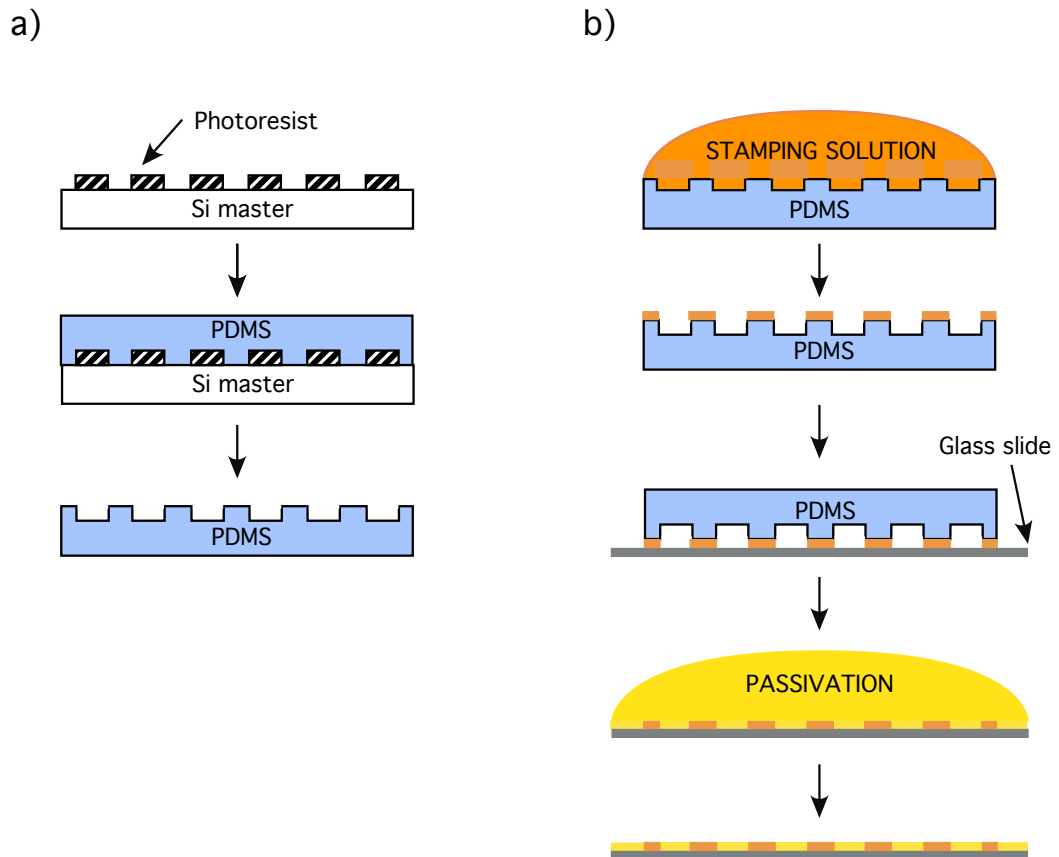 a)
Photoresist
Si master
PDMS
Si master
PDMS
b)
STAMPING SOLUTION
PDMS
PDMS
Glass slide
PDMS
PASSIVATION